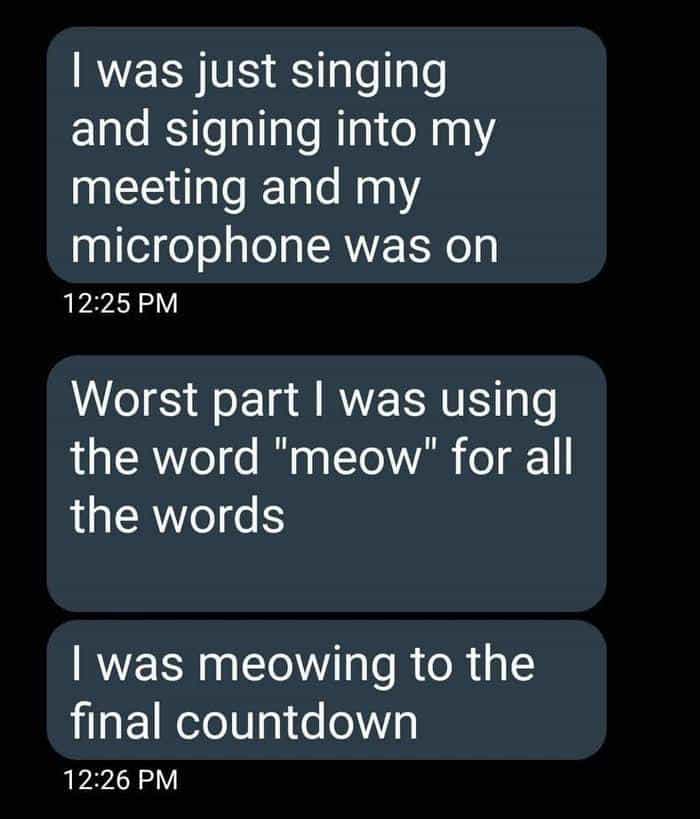 I was just singing
and signing into my
meeting and my
microphone was on
12:25 PM
Worst part I was using
the word "meow" for all
the words
I was meowing to the
final countdown
12:26 PM